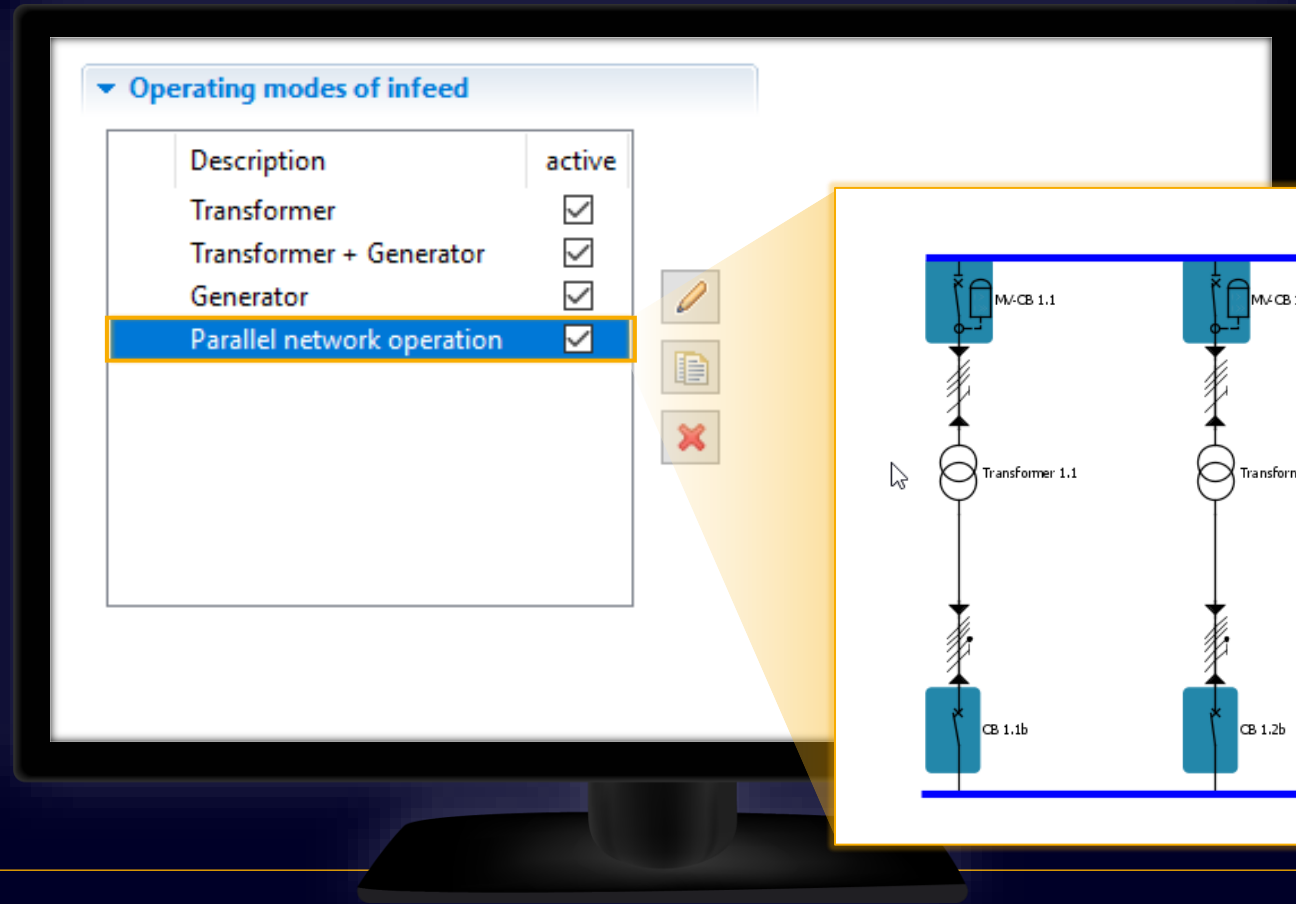 Operating modes of infeed
Description active
Transformer
Transformer + Generator
Generator
Parallel network operation
MV-CB 1.1
Transformer 1.1
CB 1.1b
CB 1.2b